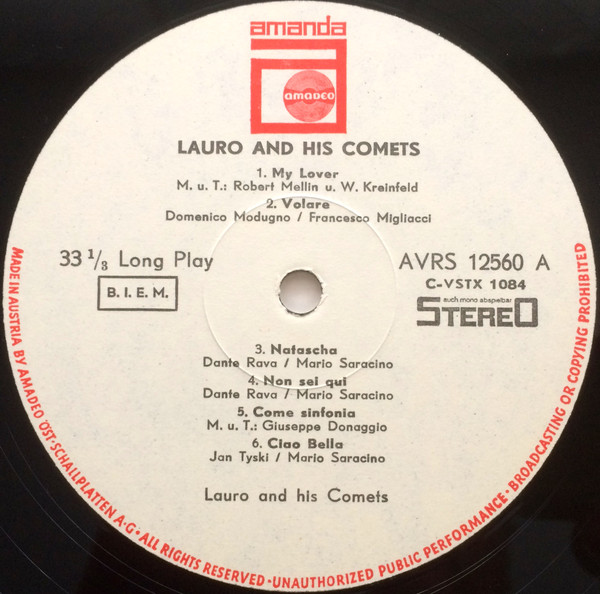 amanda
AMADEO
LAURO AND HIS COMETS
1. My Lover
M. u. T.: Robert Mellin u. W. Kreinfeld
2. Volare
Domenico Modugno / Francesco Migliacci
33 1/3 Long Play
B. I. E. M.
AVRS 12560 A
C-VSTX 1084
auch mono abspielbar
STEREO
3. Natascha
Dante Rava / Mario Saracino
4. Non sei qui
Dante Rava / Mario Saracino
5. Come sinfonia
M. u. T.: Giuseppe Donaggio
6. Ciao Bella
Jan Tyski / Mario Saracino
Lauro and his Comets
MADE IN AUSTRIA BY AMADEO ÖST·SCHALLPLATTEN A·G·ALL RIGHTS RESERVED·UNAUTHORIZED PUBLIC PERFORMANCE·BROADCASTING OR COPYING PROHIBITED